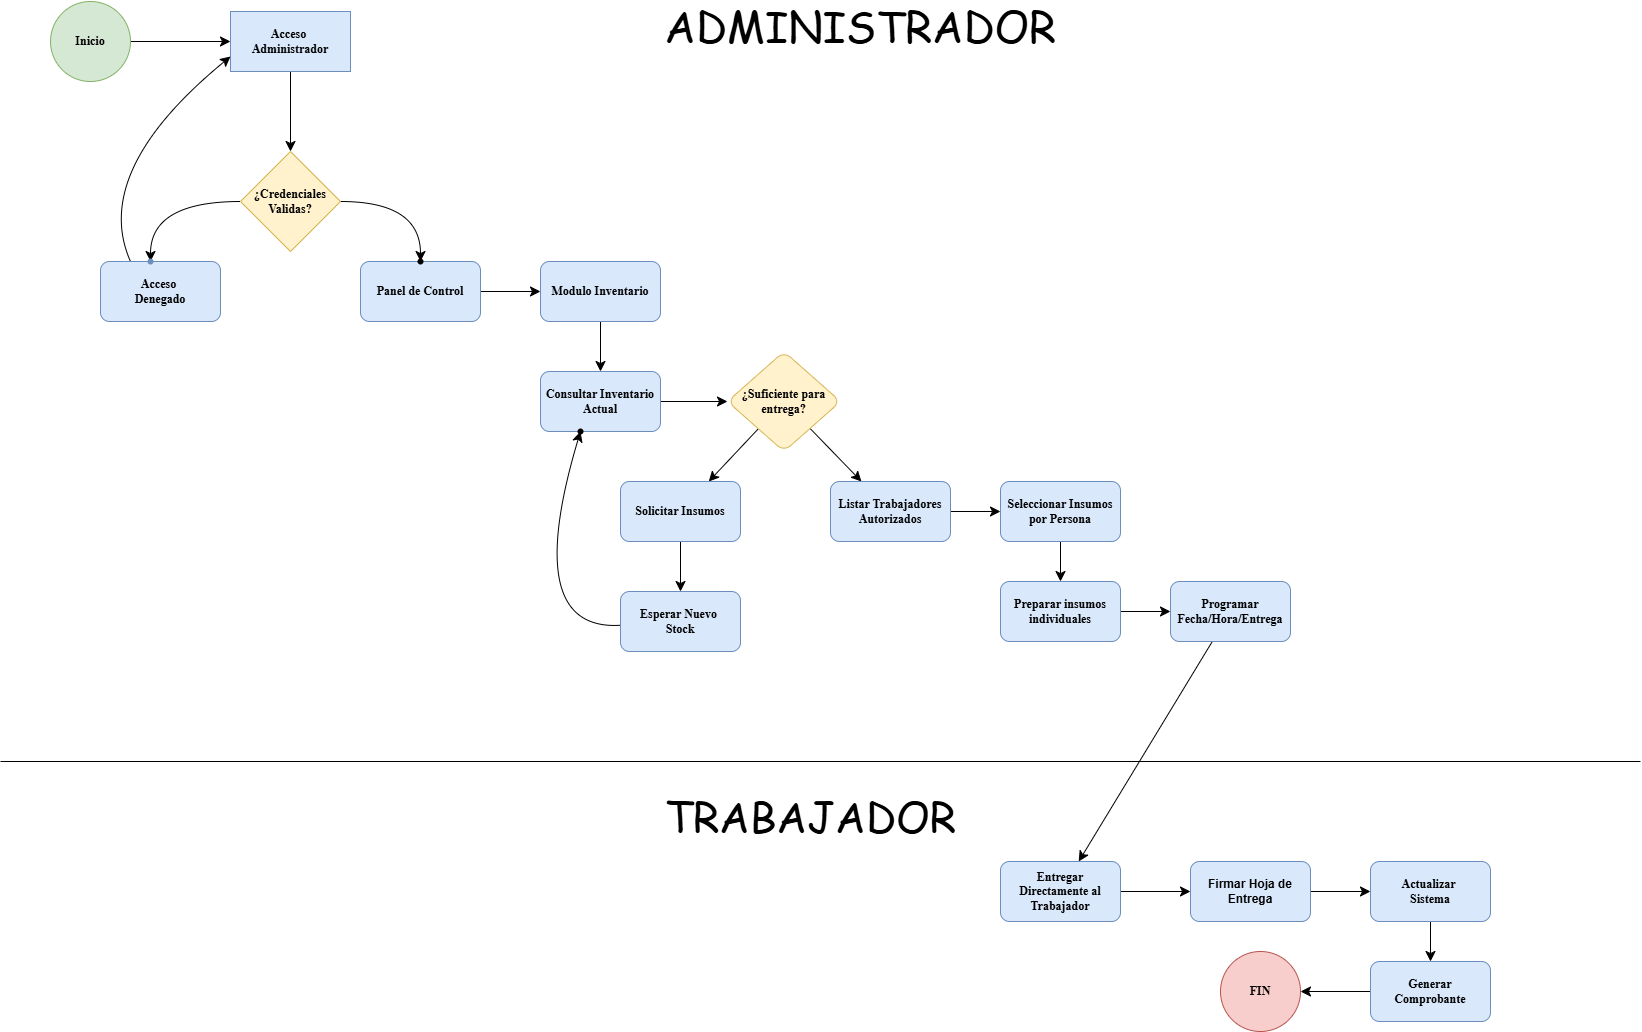 ADMINISTRADOR
Inicio
Acceso
Administrador
¿Credenciales
Validas?
Acceso
Denegado
Panel de Control
Modulo Inventario
Consultar Inventario
Actual
¿Suficiente para
entrega?
Solicitar Insumos
Listar Trabajadores
Autorizados
Seleccionar Insumos
por Persona
Esperar Nuevo
Stock
Preparar insumos
individuales
Programar
Fecha/Hora/Entrega
TRABAJADOR
Entregar
Directamente al
Trabajador
Firmar Hoja de
Entrega
Actualizar
Sistema
FIN
Generar
Comprobante